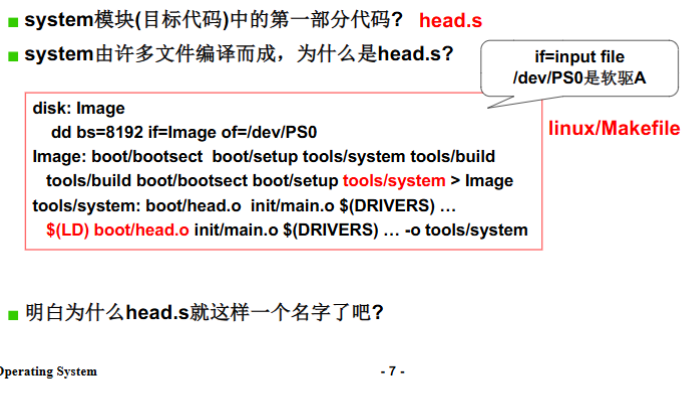 system模块(目标代码)中的第一部分代码? head.s
system由许多文件编译而成，为什么是head.s?
if=input file
/dev/PS0是软驱A
disk: Image
dd bs=8192 if=Image of=/dev/PS0
linux/Makefile
Image: boot/bootsect boot/setup tools/system tools/build
tools/build boot/bootsect boot/setup tools/system > Image
tools/system: boot/head.o init/main.o $(DRIVERS) …
$(LD) boot/head.o init/main.o $(DRIVERS) … -o tools/system
明白为什么head.s就这样一个名字了吧?
Operating System
- 7 -